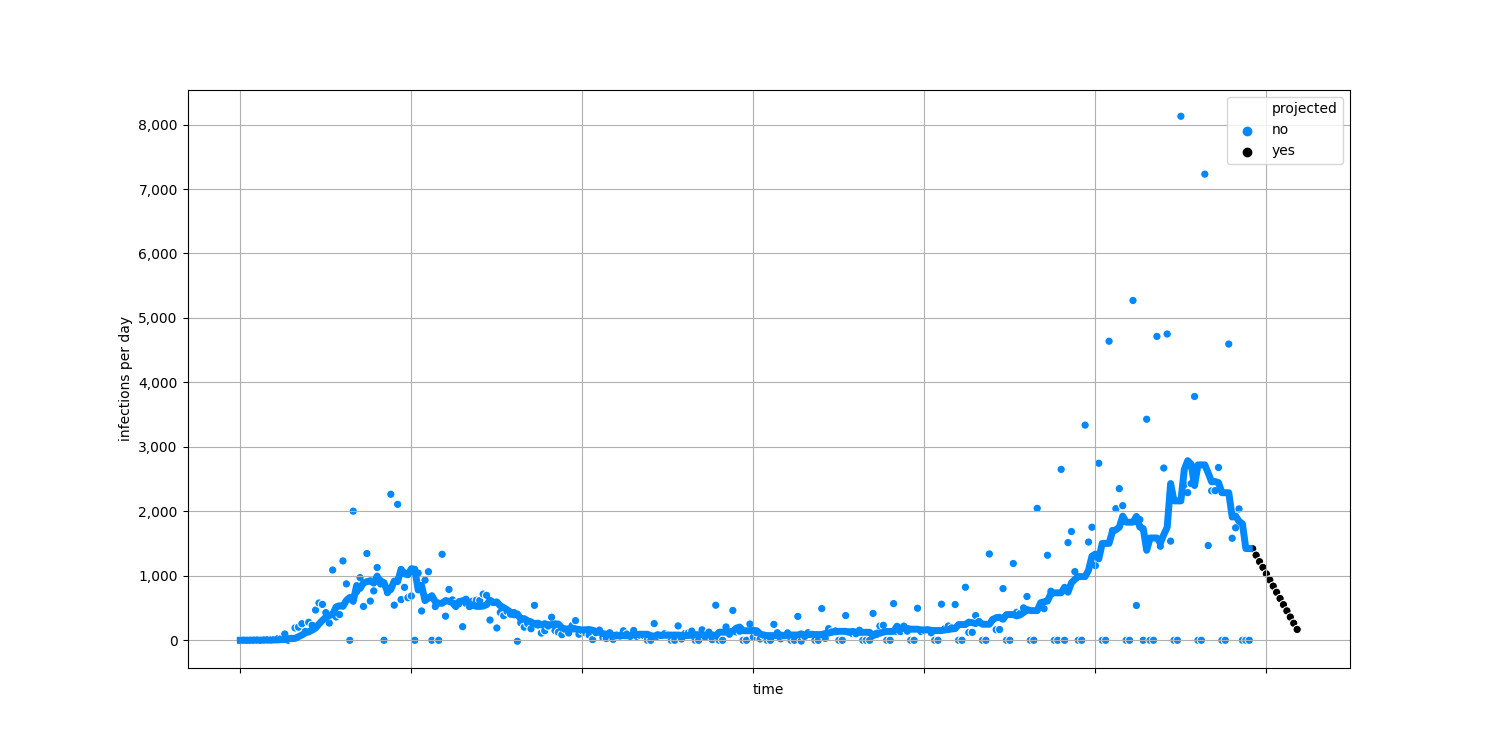 8,000
7,000
6,000
5,000
4,000
3,000
2,000
1,000
0
infections per day
time
projected
no
yes